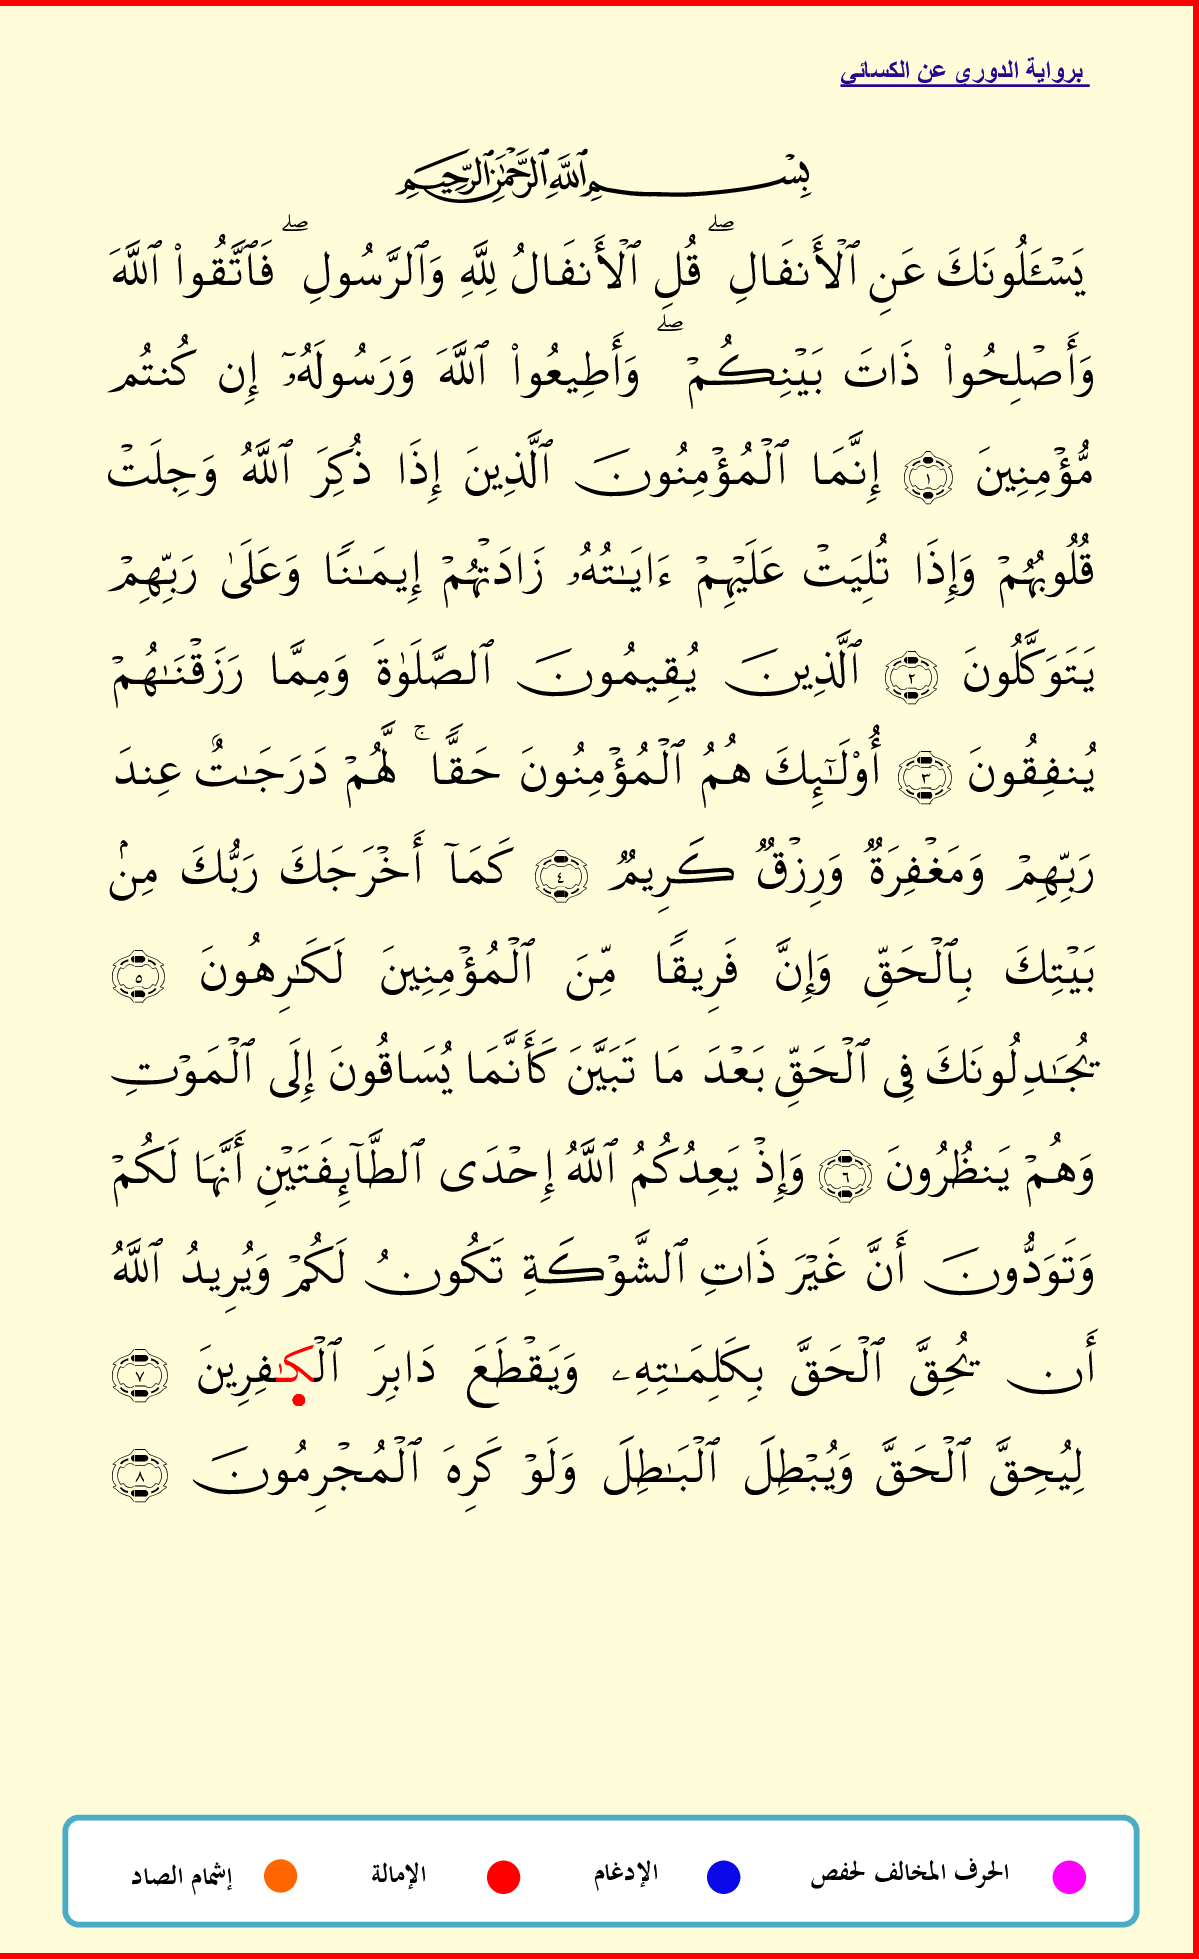 برواية الدوري عن الكسائي
بِسْمِ ٱللَّهِ ٱلرَّحْمَٰنِ ٱلرَّحِيمِ
يَسْـَٔلُونَكَ عَنِ ٱلْأَنفَالِ ۖ قُلِ ٱلْأَنفَالُ لِلَّهِ وَٱلرَّسُولِ ۖ فَٱتَّقُوا۟ ٱللَّهَ
وَأَصْلِحُوا۟ ذَاتَ بَيْنِكُمْ ۖ وَأَطِيعُوا۟ ٱللَّهَ وَرَسُولَهُۥٓ إِن كُنتُم
مُّؤْمِنِينَ ١ إِنَّمَا ٱلْمُؤْمِنُونَ ٱلَّذِينَ إِذَا ذُكِرَ ٱللَّهُ وَجِلَتْ
قُلُوبُهُمْ وَإِذَا تُلِيَتْ عَلَيْهِمْ ءَايَـٰتُهُۥ زَادَتْهُمْ إِيمَـٰنًا وَعَلَىٰ رَبِّهِمْ
يَتَوَكَّلُونَ ٢ ٱلَّذِينَ يُقِيمُونَ ٱلصَّلَوٰةَ وَمِمَّا رَزَقْنَـٰهُمْ
يُنفِقُونَ ٣ أُو۟لَـٰٓئِكَ هُمُ ٱلْمُؤْمِنُونَ حَقًّا ۚ لَّهُمْ دَرَجَـٰتٌ عِندَ
رَبِّهِمْ وَمَغْفِرَةٌ وَرِزْقٌ كَرِيمٌ ٤ كَمَآ أَخْرَجَكَ رَبُّكَ مِنۢ
بَيْتِكَ بِٱلْحَقِّ وَإِنَّ فَرِيقًا مِّنَ ٱلْمُؤْمِنِينَ لَكَـٰرِهُونَ ٥
يُجَـٰدِلُونَكَ فِى ٱلْحَقِّ بَعْدَ مَا تَبَيَّنَ كَأَنَّمَا يُسَاقُونَ إِلَى ٱلْمَوْتِ
وَهُمْ يَنظُرُونَ ٦ وَإِذْ يَعِدُكُمُ ٱللَّهُ إِحْدَى ٱلطَّآئِفَتَيْنِ أَنَّهَا لَكُمْ
وَتَوَدُّونَ أَنَّ غَيْرَ ذَاتِ ٱلشَّوْكَةِ تَكُونُ لَكُمْ وَيُرِيدُ ٱللَّهُ
أَن يُحِقَّ ٱلْحَقَّ بِكَلِمَـٰتِهِۦ وَيَقْطَعَ دَابِرَ ٱلْكَـٰفِرِينَ ٧
لِيُحِقَّ ٱلْحَقَّ وَيُبْطِلَ ٱلْبَـٰطِلَ وَلَوْ كَرِهَ ٱلْمُجْرِمُونَ ٨
الحرف المخالف لحفص الإدغام الإمالة إشمام الصاد